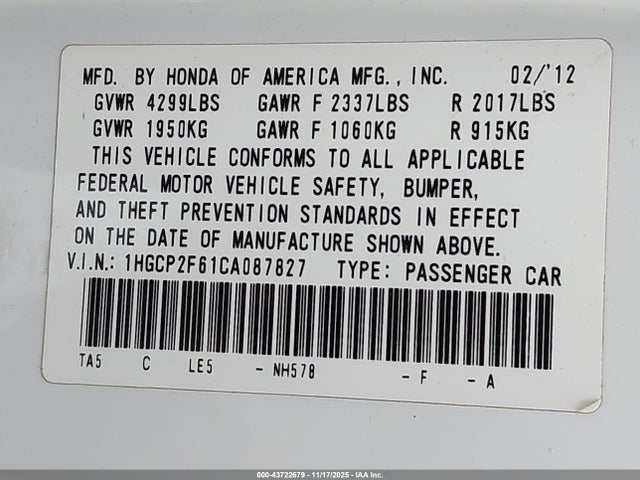 MFD. BY HONDA OF AMERICA MFG., INC. 02/'12
GVWR 4299LBS GAWR F 2337LBS R 2017LBS
GVWR 1950KG GAWR F 1060KG R 915KG
THIS VEHICLE CONFORMS TO ALL APPLICABLE
FEDERAL MOTOR VEHICLE SAFETY, BUMPER,
AND THEFT PREVENTION STANDARDS IN EFFECT
ON THE DATE OF MANUFACTURE SHOWN ABOVE.
V.I.N.: 1HGCP2F61CA087827 TYPE: PASSENGER CAR
TA5 C LE5 - NH578 - F - A
000-43722679 - 11/17/2025 - IAA Inc.